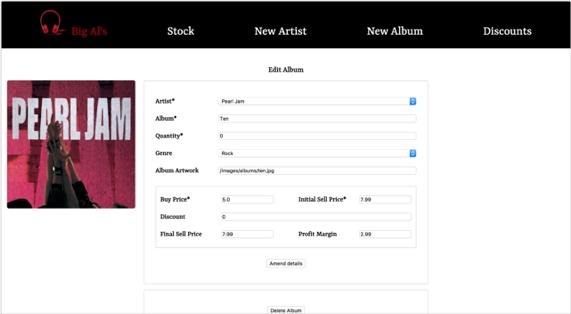 Big Al's Stock New Artist New Album Discounts
Edit Album
PEARL JAM
Artist* Pearl Jam
Album* Ten
Quantity* 0
Genre Rock
Album Artwork /images/albums/ten.jpg
Buy Price* 5.0 Initial Sell Price* 7.99
Discount 0
Final Sell Price 7.99 Profit Margin 2.99
Amend details
Delete Album